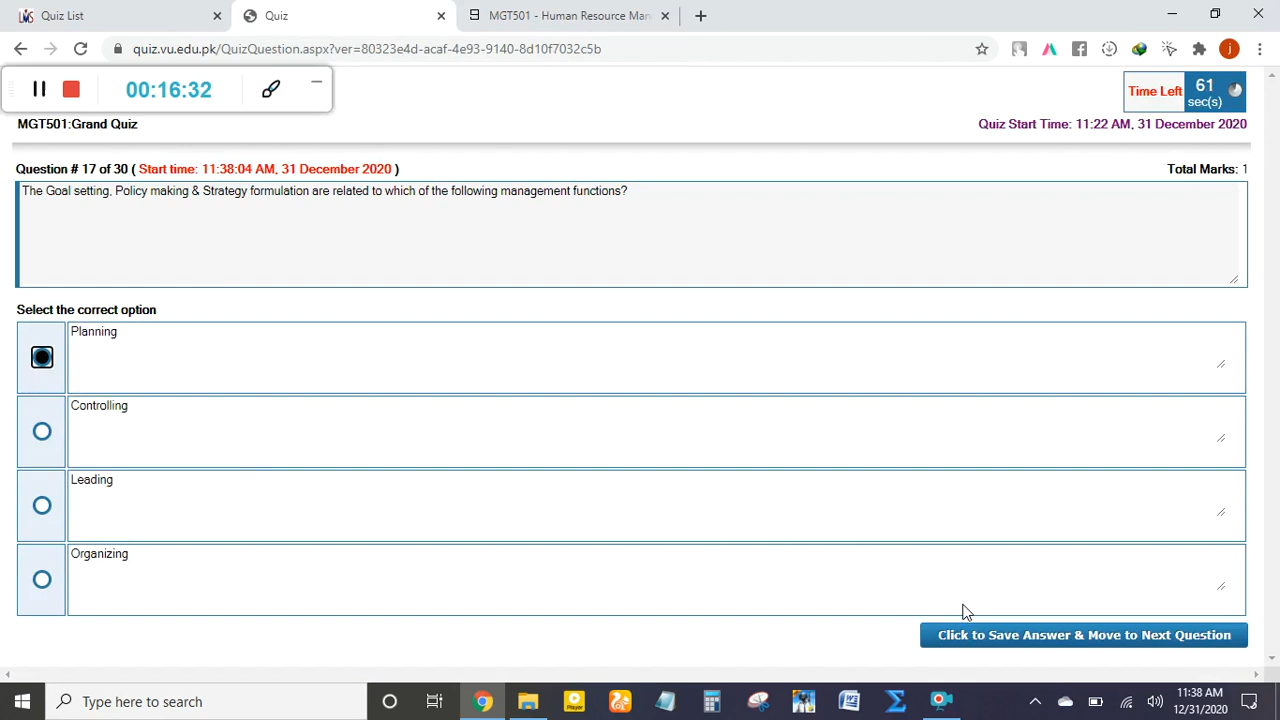 Quiz List
Quiz
MGT501 - Human Resource Man
quiz.vu.edu.pk/QuizQuestion.aspx?ver=80323e4d-acaf-4e93-9140-8d10f7032c5b
j
00:16:32
Time Left
61
sec(s)
MGT501:Grand Quiz
Quiz Start Time: 11:22 AM, 31 December 2020
Question # 17 of 30 ( Start time: 11:38:04 AM, 31 December 2020 )
Total Marks: 1
The Goal setting, Policy making & Strategy formulation are related to which of the following management functions?
Select the correct option
Planning
Controlling
Leading
Organizing
Click to Save Answer & Move to Next Question
Type here to search
Player
11:38 AM
12/31/2020